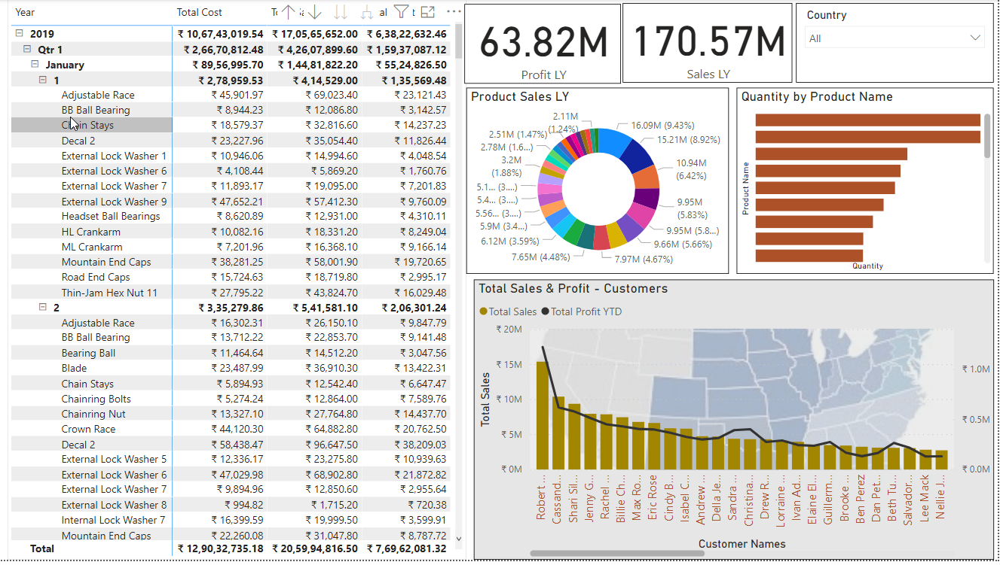 Year Total Cost
2019 ₹ 10,67,43,019.54 ₹ 17,05,65,652.00 ₹ 6,38,22,632.46
Qtr 1 ₹ 2,66,70,812.48 ₹ 4,26,07,899.60 ₹ 1,59,37,087.12
January ₹ 89,56,995.70 ₹ 1,44,81,822.20 ₹ 55,24,826.50
1 ₹ 2,78,959.53 ₹ 4,14,529.00 ₹ 1,35,569.48
Adjustable Race ₹ 45,901.97 ₹ 69,023.40 ₹ 23,121.43
BB Ball Bearing ₹ 8,944.23 ₹ 12,086.80 ₹ 3,142.57
Chain Stays ₹ 18,579.37 ₹ 32,816.60 ₹ 14,237.23
Decal 2 ₹ 23,227.96 ₹ 35,054.40 ₹ 11,826.44
External Lock Washer 1 ₹ 10,946.06 ₹ 14,994.60 ₹ 4,048.54
External Lock Washer 6 ₹ 4,108.44 ₹ 5,869.20 ₹ 1,760.76
External Lock Washer 7 ₹ 11,893.17 ₹ 19,095.00 ₹ 7,201.83
External Lock Washer 9 ₹ 47,652.21 ₹ 57,412.30 ₹ 9,760.09
Headset Ball Bearings ₹ 8,620.89 ₹ 12,931.00 ₹ 4,310.11
HL Crankarm ₹ 10,082.16 ₹ 18,331.20 ₹ 8,249.04
ML Crankarm ₹ 7,201.96 ₹ 16,368.10 ₹ 9,166.14
Mountain End Caps ₹ 38,281.25 ₹ 58,001.90 ₹ 19,720.65
Road End Caps ₹ 15,724.63 ₹ 18,719.80 ₹ 2,995.17
Thin-Jam Hex Nut 11 ₹ 27,795.22 ₹ 43,824.70 ₹ 16,029.48
2 ₹ 3,35,279.86 ₹ 5,41,581.10 ₹ 2,06,301.24
Adjustable Race ₹ 16,302.31 ₹ 26,150.10 ₹ 9,847.79
BB Ball Bearing ₹ 13,712.22 ₹ 22,853.70 ₹ 9,141.48
Bearing Ball ₹ 11,464.64 ₹ 14,512.20 ₹ 3,047.56
Blade ₹ 23,487.99 ₹ 36,910.30 ₹ 13,422.31
Chain Stays ₹ 5,894.93 ₹ 12,542.40 ₹ 6,647.47
Chainring Bolts ₹ 5,274.24 ₹ 12,864.00 ₹ 7,589.76
Chainring Nut ₹ 13,327.10 ₹ 27,764.80 ₹ 14,437.70
Crown Race ₹ 44,120.30 ₹ 64,882.80 ₹ 20,762.50
Decal 2 ₹ 58,438.47 ₹ 96,647.50 ₹ 38,209.03
External Lock Washer 5 ₹ 12,336.17 ₹ 23,275.80 ₹ 10,939.63
External Lock Washer 6 ₹ 47,029.98 ₹ 68,902.80 ₹ 21,872.82
External Lock Washer 7 ₹ 9,894.96 ₹ 12,850.60 ₹ 2,955.64
External Lock Washer 8 ₹ 994.82 ₹ 1,715.20 ₹ 720.38
Internal Lock Washer 7 ₹ 16,399.59 ₹ 19,999.50 ₹ 3,599.91
Mountain End Caps ₹ 22,260.08 ₹ 31,047.80 ₹ 8,787.72
Total ₹ 12,90,32,735.18 ₹ 20,59,94,816.50 ₹ 7,69,62,081.32
63.82M
Profit LY
170.57M
Sales LY
Country
All
Product Sales LY
2.11M
(1.24%)
16.09M (9.43%)
2.51M (1.47%)
15.21M (8.92%)
2.78M (1.6...)
10.94M
(6.42%)
3.2M
(1.88%)
5.1... (3....)
5.4... (3....)
9.95M
(5.83%)
5.56... (3....)
5.9M (3.4...)
9.95M (5.8...)
6.12M (3.59%)
9.66M (5.66%)
7.65M (4.48%)
7.97M (4.67%)
Quantity by Product Name
Product Name
Quantity
Total Sales & Profit - Customers
Total Sales Total Profit YTD
₹ 20M
₹ 15M
₹ 10M
₹ 5M
₹ 0M
Total Sales
₹ 1.0M
₹ 0.5M
₹ 0.0M
Robert ...
Cassand...
Shari Sil...
Jenny G...
Rachel ...
Billie Ch...
Max Ro...
Eric Rose
Cindy B...
Isabel C...
Andrew ...
Della Je...
Sandra ...
Christina...
Drew R...
Lorraine ...
Ivan Ad...
Elaine El...
Guillerm...
Brooke ...
Ben Perez
Dan Pet...
Beth Tu...
Salvador...
Lee Mack
Nellie J...
Customer Names